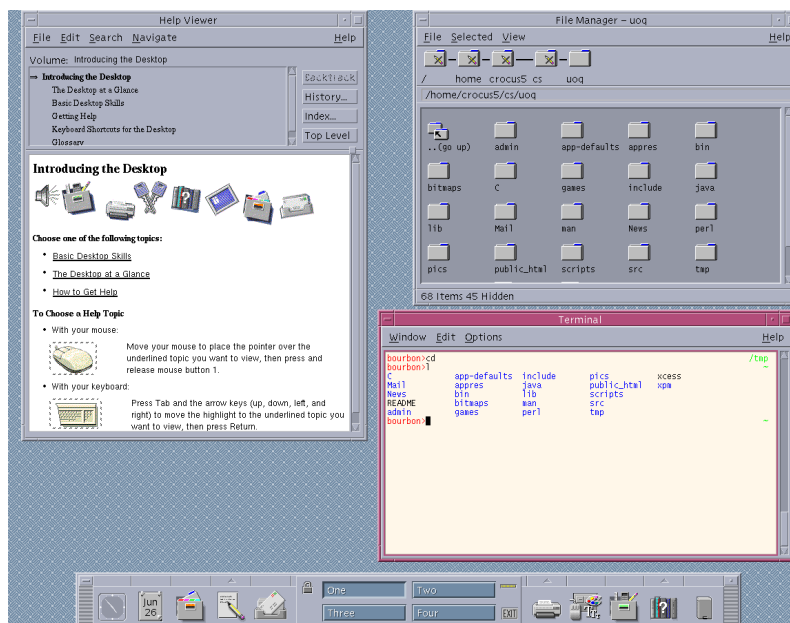 Help Viewer
File Edit Search Navigate Help
Volume: Introducing the Desktop
⇒ Introducing the Desktop
The Desktop at a Glance
Basic Desktop Skills
Getting Help
Keyboard Shortcuts for the Desktop
Glossary
Backtrack
History...
Index...
Top Level
Introducing the Desktop
Choose one of the following topics:
• Basic Desktop Skills
• The Desktop at a Glance
• How to Get Help
To Choose a Help Topic
• With your mouse:
Move your mouse to place the pointer over the
underlined topic you want to view, then press and
release mouse button 1.
• With your keyboard:
Press Tab and the arrow keys (up, down, left, and
right) to move the highlight to the underlined topic you
want to view, then press Return.
File Manager - uoq
File Selected View Help
/ home crocus5 cs uoq
/home/crocus5/cs/uoq
..(go up) admin app-defaults appres bin
bitmaps C games include java
lib Mail man News perl
pics public_html scripts src tmp
68 Items 45 Hidden
Terminal
Window Edit Options Help
bourbon>cd /tmp
bourbon>l ~
C app-defaults include pics xcess
Mail appres java public_html xpm
News bin lib scripts
README bitmaps man src
admin games perl tmp
bourbon> ~
Jun
26
One Two
Three Four
EXIT